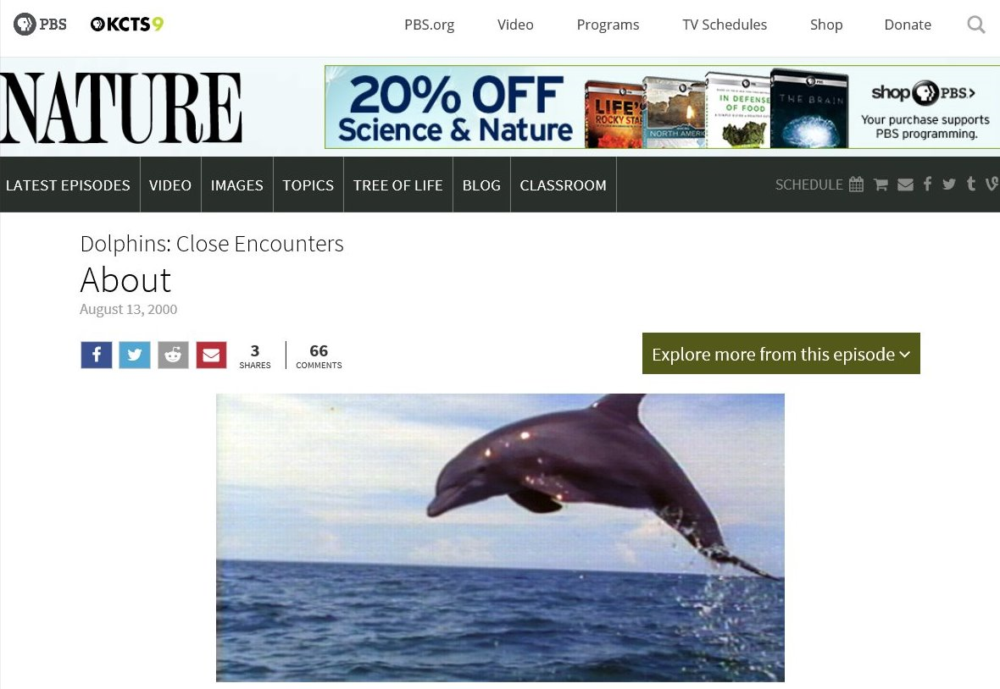 PBS KCTS9
PBS.org Video Programs TV Schedules Shop Donate
NATURE
20% OFF
Science & Nature
LIFE'S
ROCKY STAR
NORTH AMERIC
IN DEFENSE
OF FOOD
THE BRAIN
shop PBS>
Your purchase supports
PBS programming.
LATEST EPISODES VIDEO IMAGES TOPICS TREE OF LIFE BLOG CLASSROOM SCHEDULE
Dolphins: Close Encounters
About
August 13, 2000
3
SHARES
66
COMMENTS
Explore more from this episode